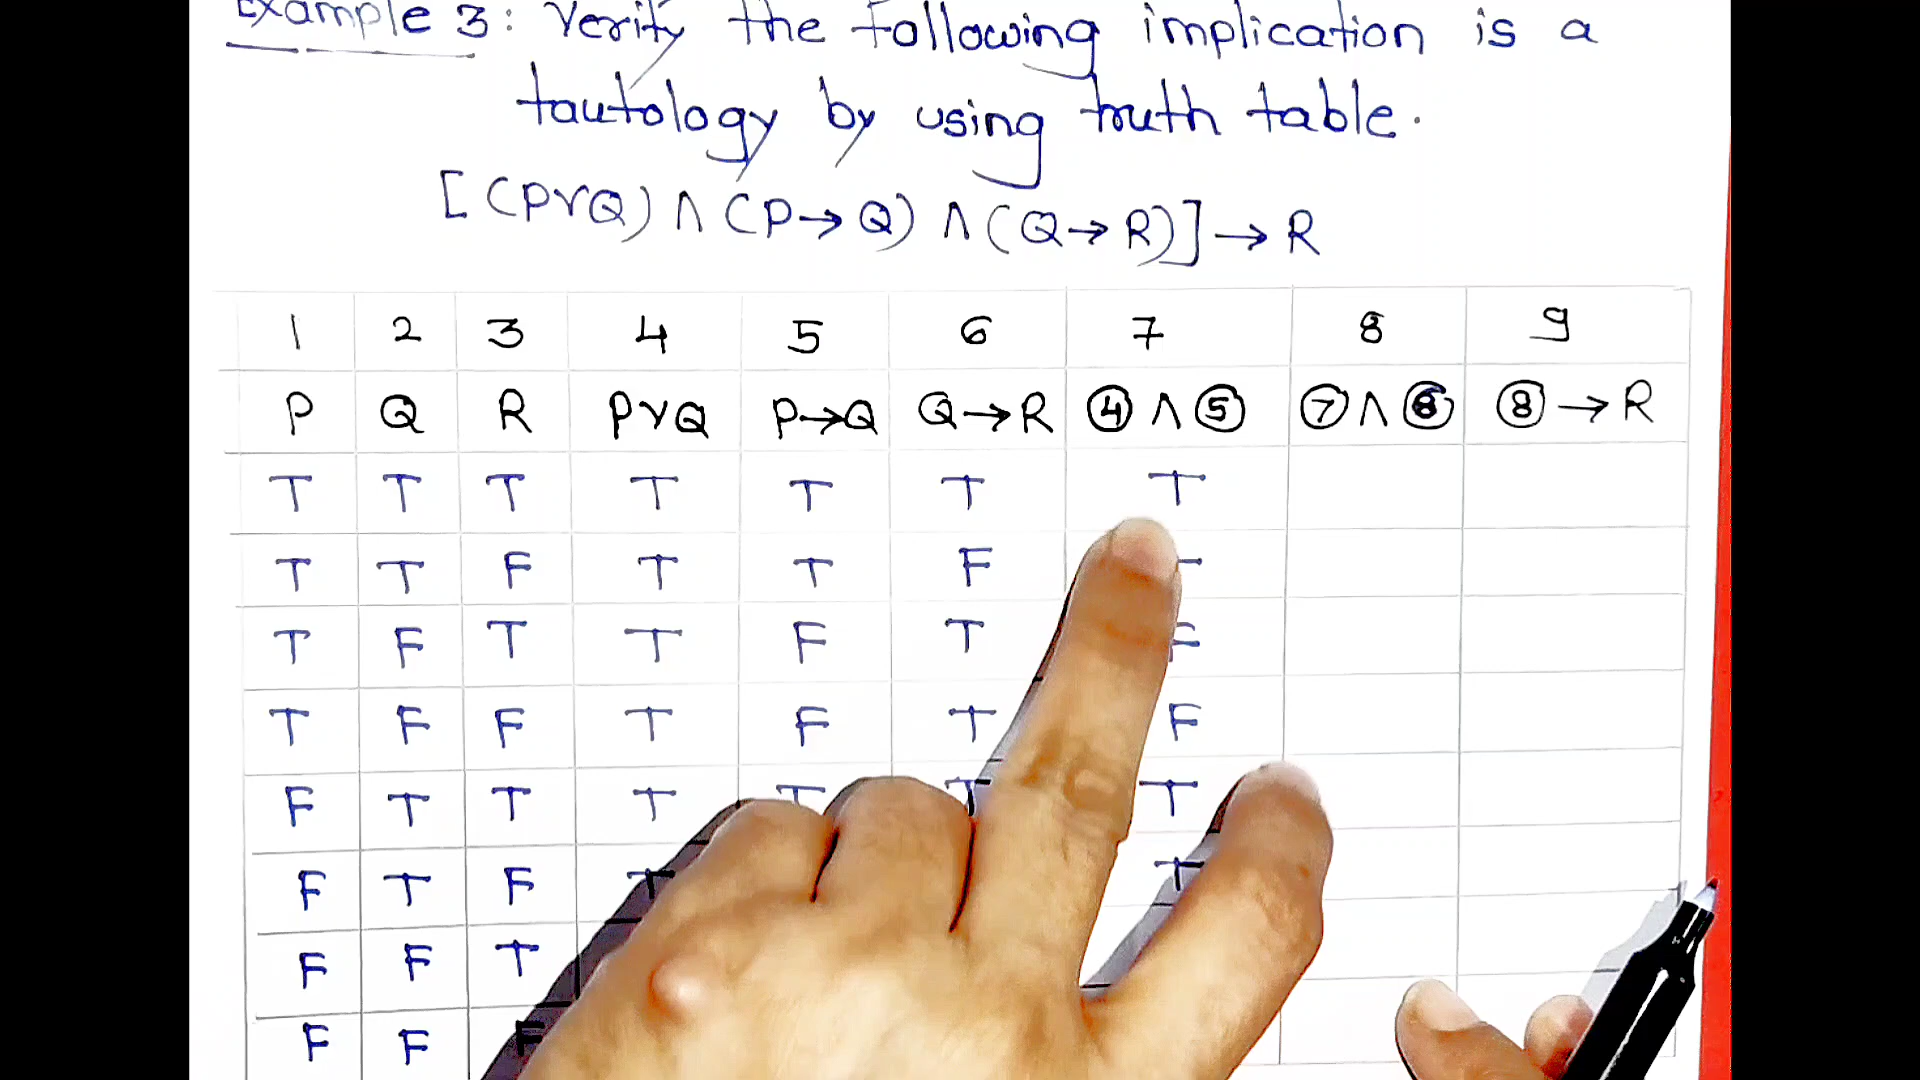 Example 3: Verify the following implication is a
tautology by using truth table.
[(P∨Q) ∧ (P→Q) ∧ (Q→R)] → R
1 2 3 4 5 6 7 8 9
P Q R P∨Q P→Q Q→R ④ ∧ ⑤ ⑦ ∧ ⑥ ⑧ → R
T T T T T T T
T T F T T F
T F T T F T F
T F F T F T F
F T T T T T T
F T F T T
F F T
F F F